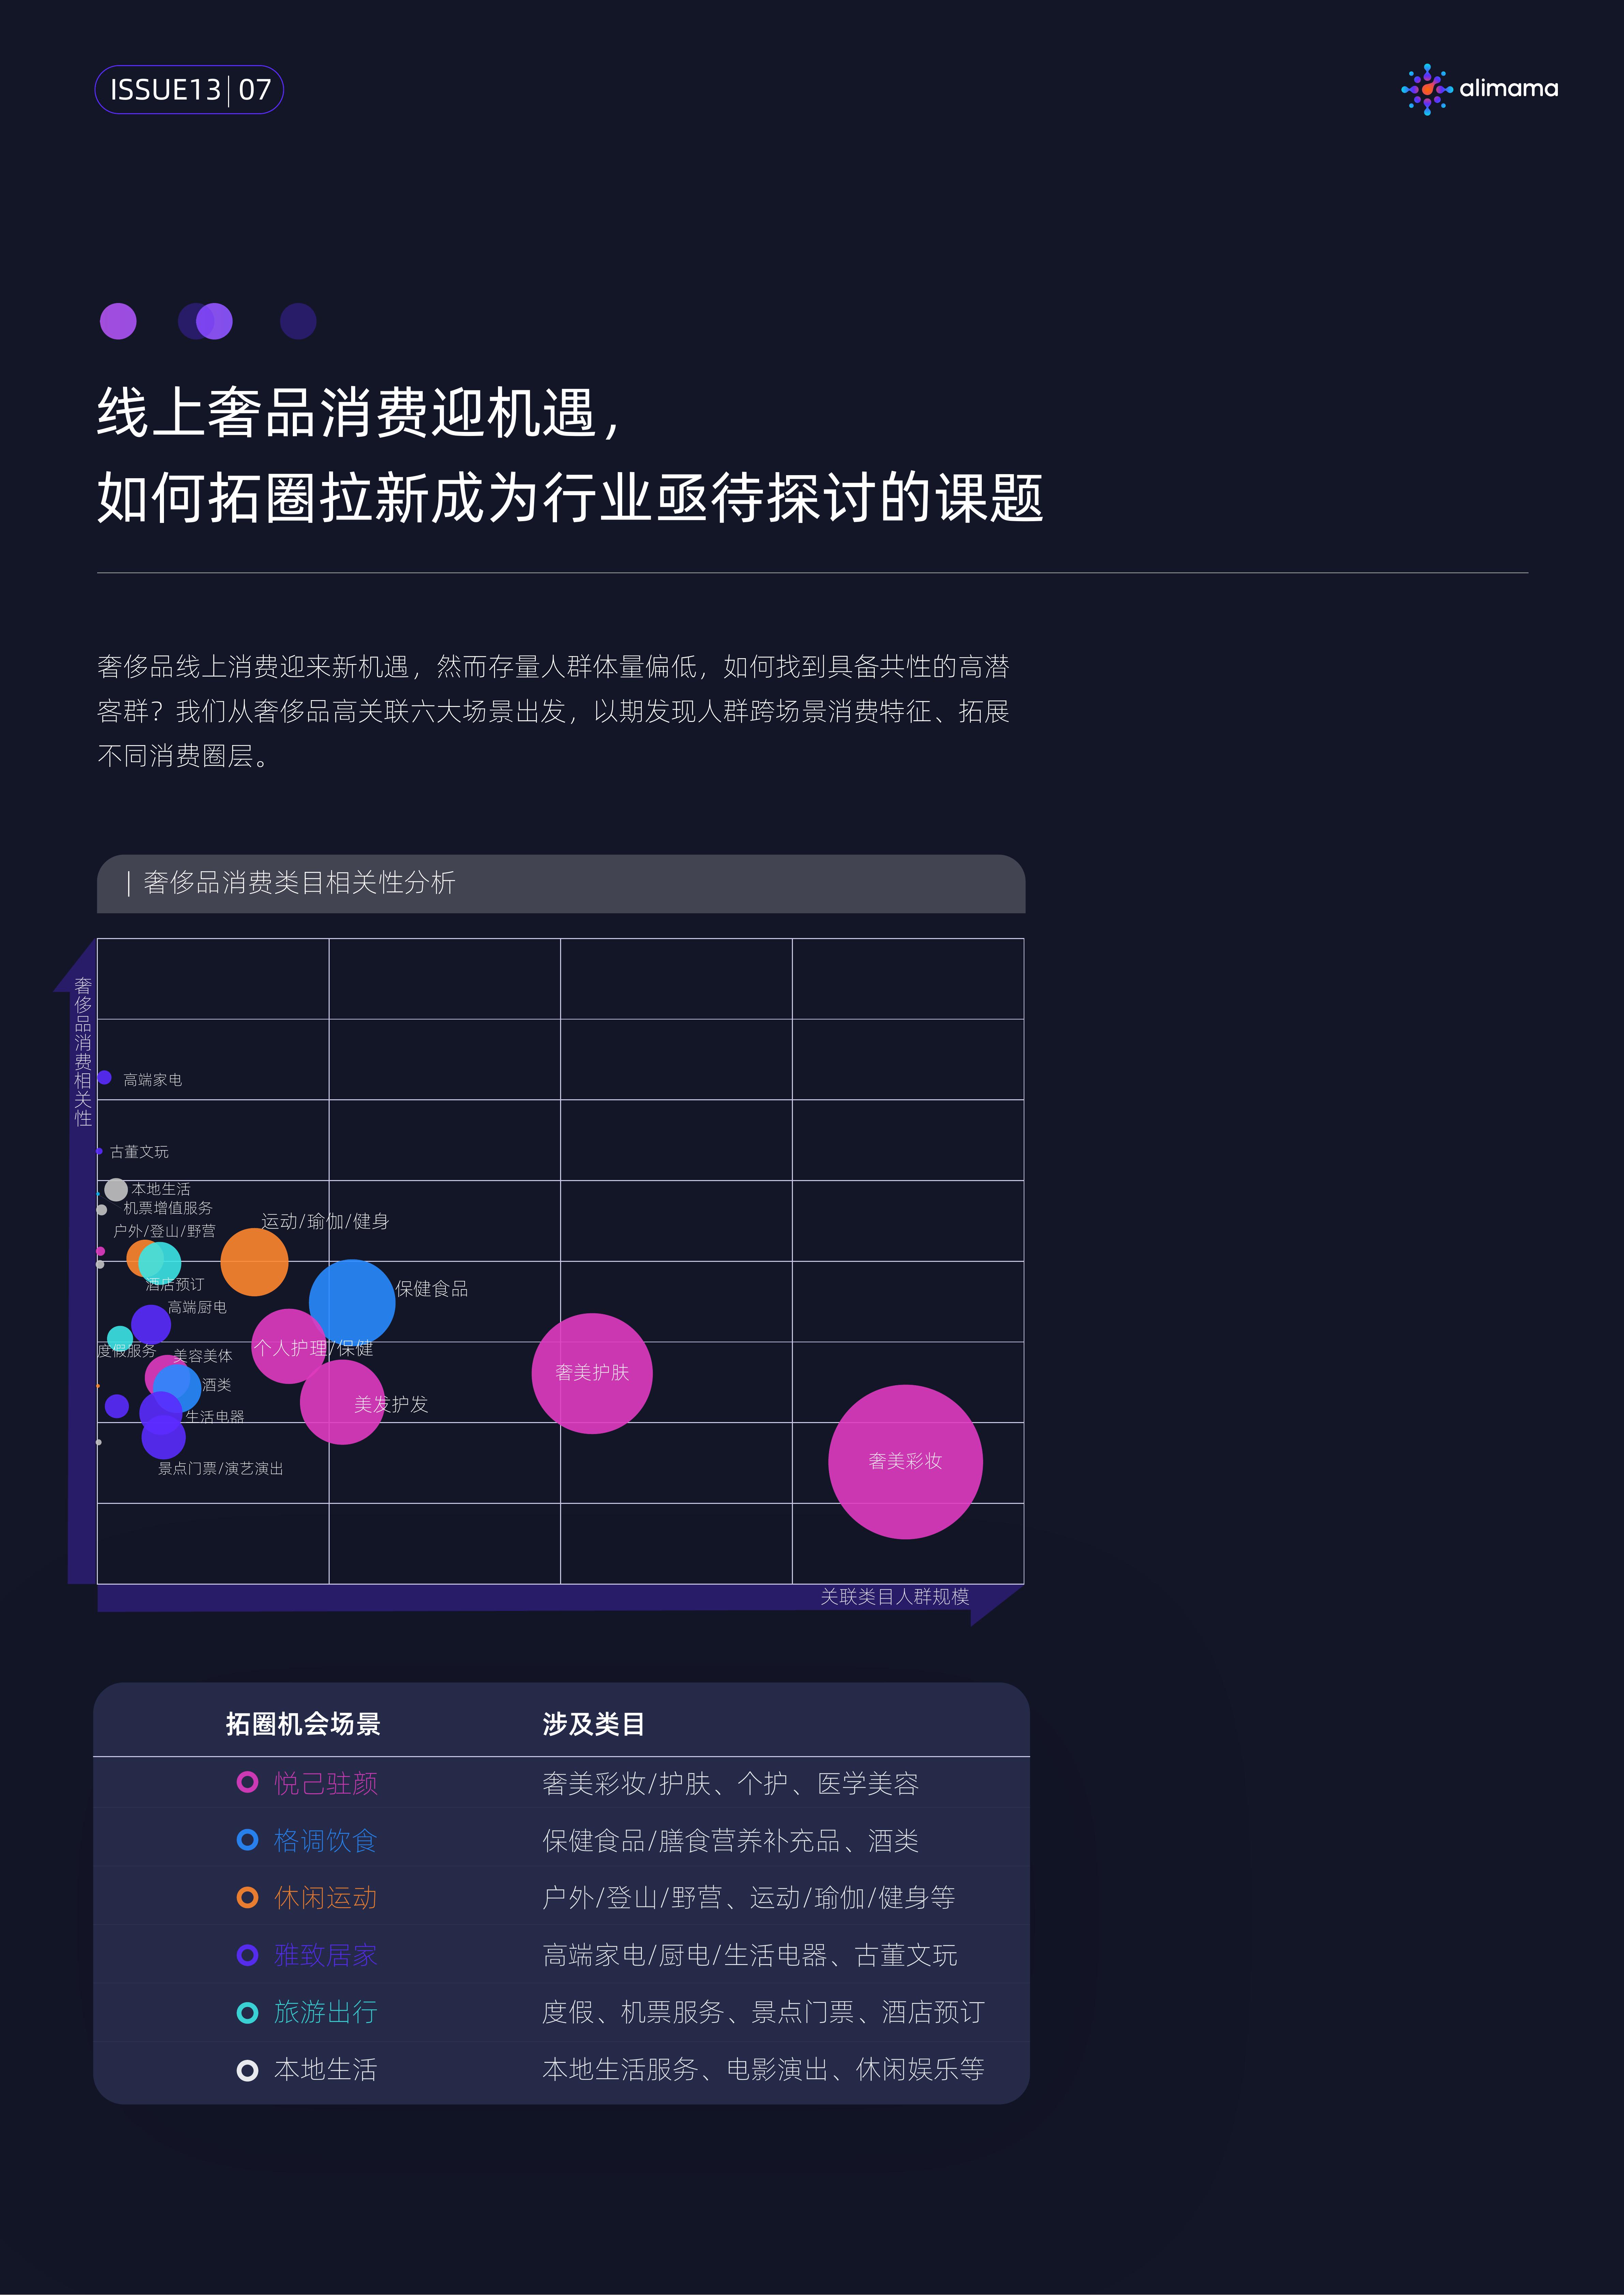 ISSUE13|07
alimama
线上奢品消费迎机遇，
如何拓圈拉新成为行业亟待探讨的课题
奢侈品线上消费迎来新机遇，然而存量人群体量偏低，如何找到具备共性的高潜
客群？我们从奢侈品高关联六大场景出发，以期发现人群跨场景消费特征、拓展
不同消费圈层。
| 奢侈品消费类目相关性分析
奢侈品消费相关性
高端家电
古董文玩
本地生活
机票增值服务
户外/登山/野营
运动/瑜伽/健身
酒店预订
保健食品
高端厨电
度假服务
美容美体
个人护理/保健
奢美护肤
酒类
美发护发
生活电器
奢美彩妆
景点门票/演艺演出
关联类目人群规模
拓圈机会场景 涉及类目
悦己驻颜 奢美彩妆/护肤、个护、医学美容
格调饮食 保健食品/膳食营养补充品、酒类
休闲运动 户外/登山/野营、运动/瑜伽/健身等
雅致居家 高端家电/厨电/生活电器、古董文玩
旅游出行 度假、机票服务、景点门票、酒店预订
本地生活 本地生活服务、电影演出、休闲娱乐等